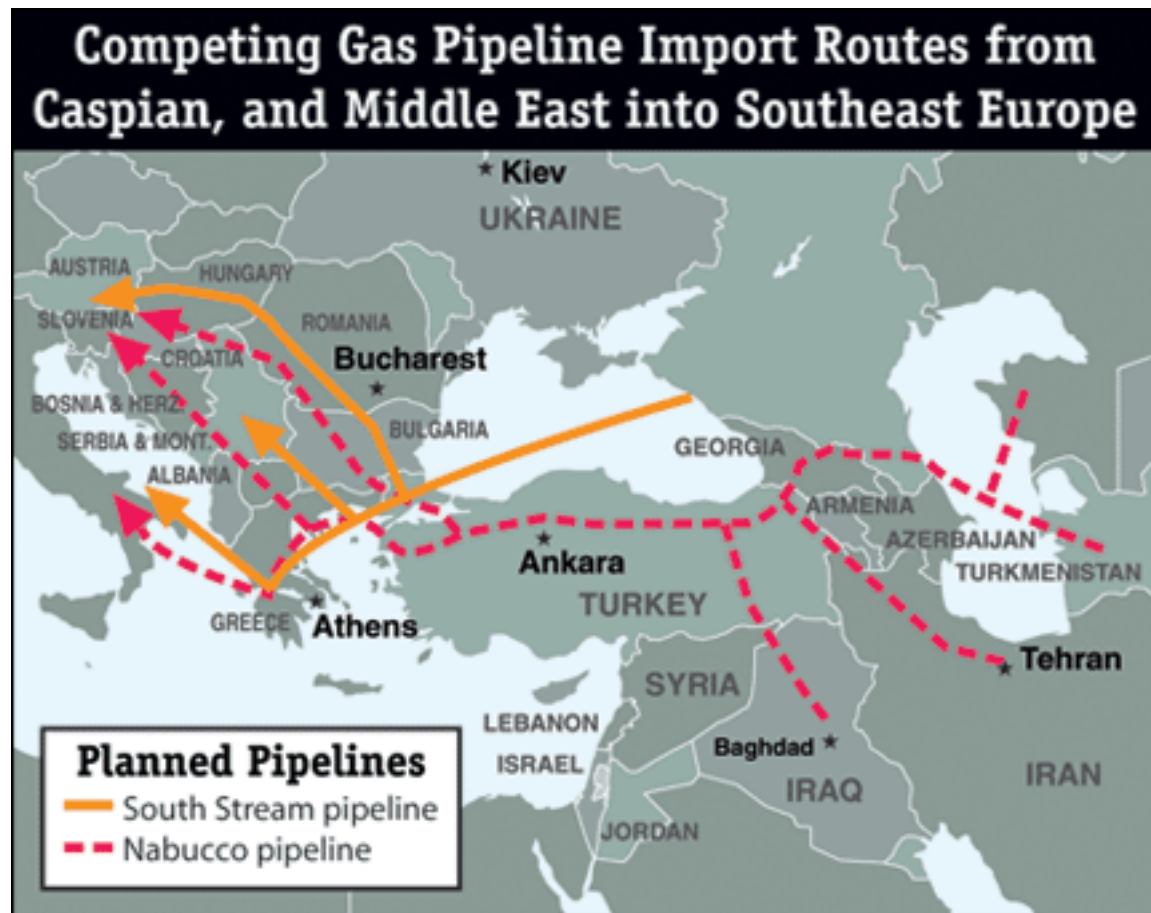 Competing Gas Pipeline Import Routes from
Caspian, and Middle East into Southeast Europe
Kiev
UKRAINE
AUSTRIA
HUNGARY
SLOVENIA
ROMANIA
CROATIA
Bucharest
BOSNIA & HERZ.
BULGARIA
SERBIA & MONT.
GEORGIA
ALBANIA
ARMENIA
AZERBAIJAN
Ankara
TURKMENISTAN
TURKEY
GREECE
Athens
Tehran
SYRIA
LEBANON
Baghdad
ISRAEL
IRAN
IRAQ
JORDAN
Planned Pipelines
South Stream pipeline
Nabucco pipeline